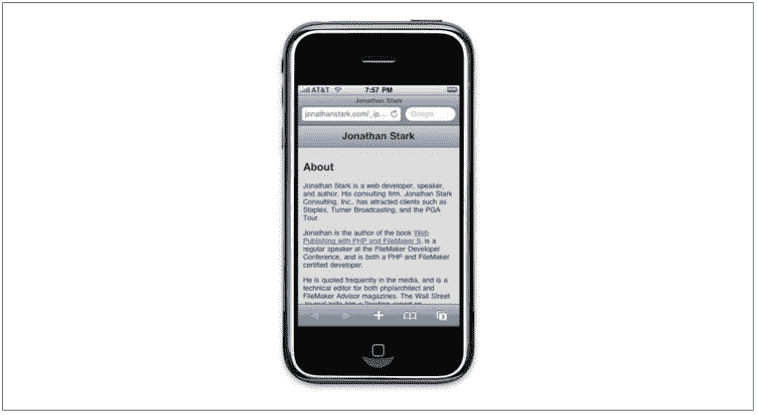 AT&T 7:57 PM
Jonathan Stark
jonathanstark.com/_ip... Google
Jonathan Stark
About
Jonathan Stark is a web developer, speaker,
and author. His consulting firm, Jonathan Stark
Consulting, Inc., has attracted clients such as
Staples, Turner Broadcasting, and the PGA
Tour.
Jonathan is the author of the book Web
Publishing with PHP and FileMaker 9, is a
regular speaker at the FileMaker Developer
Conference, and is both a PHP and FileMaker
certified developer.
He is quoted frequently in the media, and is a
technical editor for both php|architect and
FileMaker Advisor magazines. The Wall Street